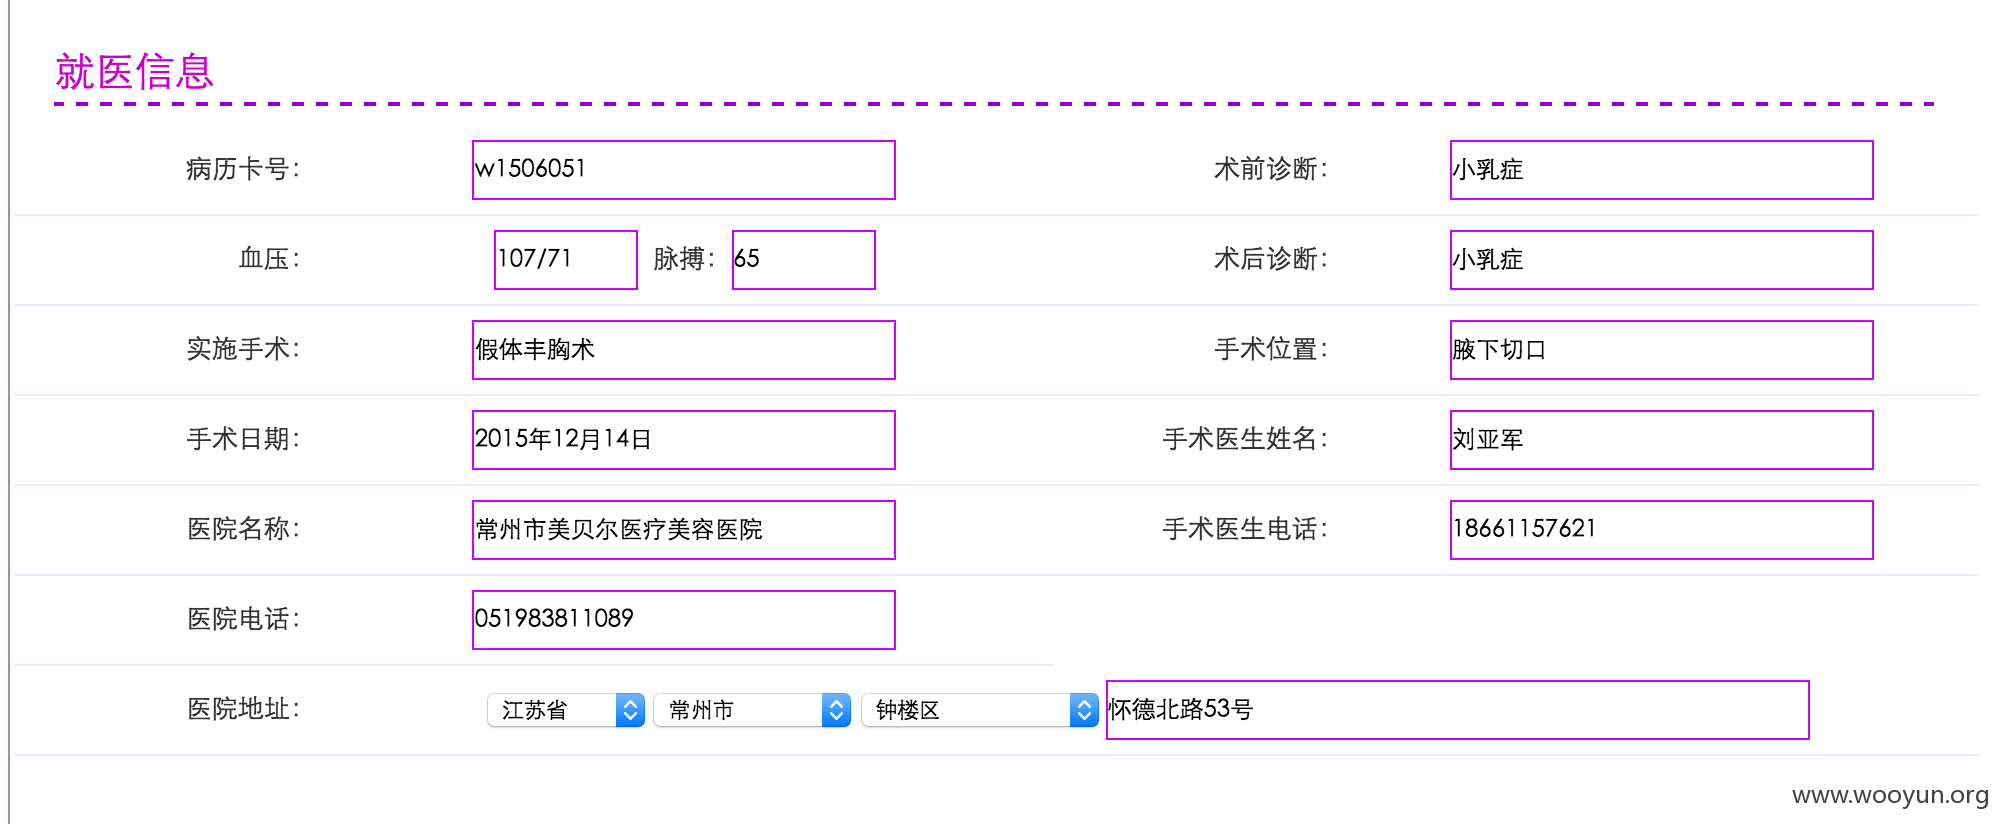 就医信息
病历卡号： w1506051 术前诊断： 小乳症
血压： 107/71 脉搏： 65 术后诊断： 小乳症
实施手术： 假体丰胸术 手术位置： 腋下切口
手术日期： 2015年12月14日 手术医生姓名： 刘亚军
医院名称： 常州市美贝尔医疗美容医院 手术医生电话： 18661157621
医院电话： 051983811089
医院地址： 江苏省 常州市 钟楼区 怀德北路53号
www.wooyun.org